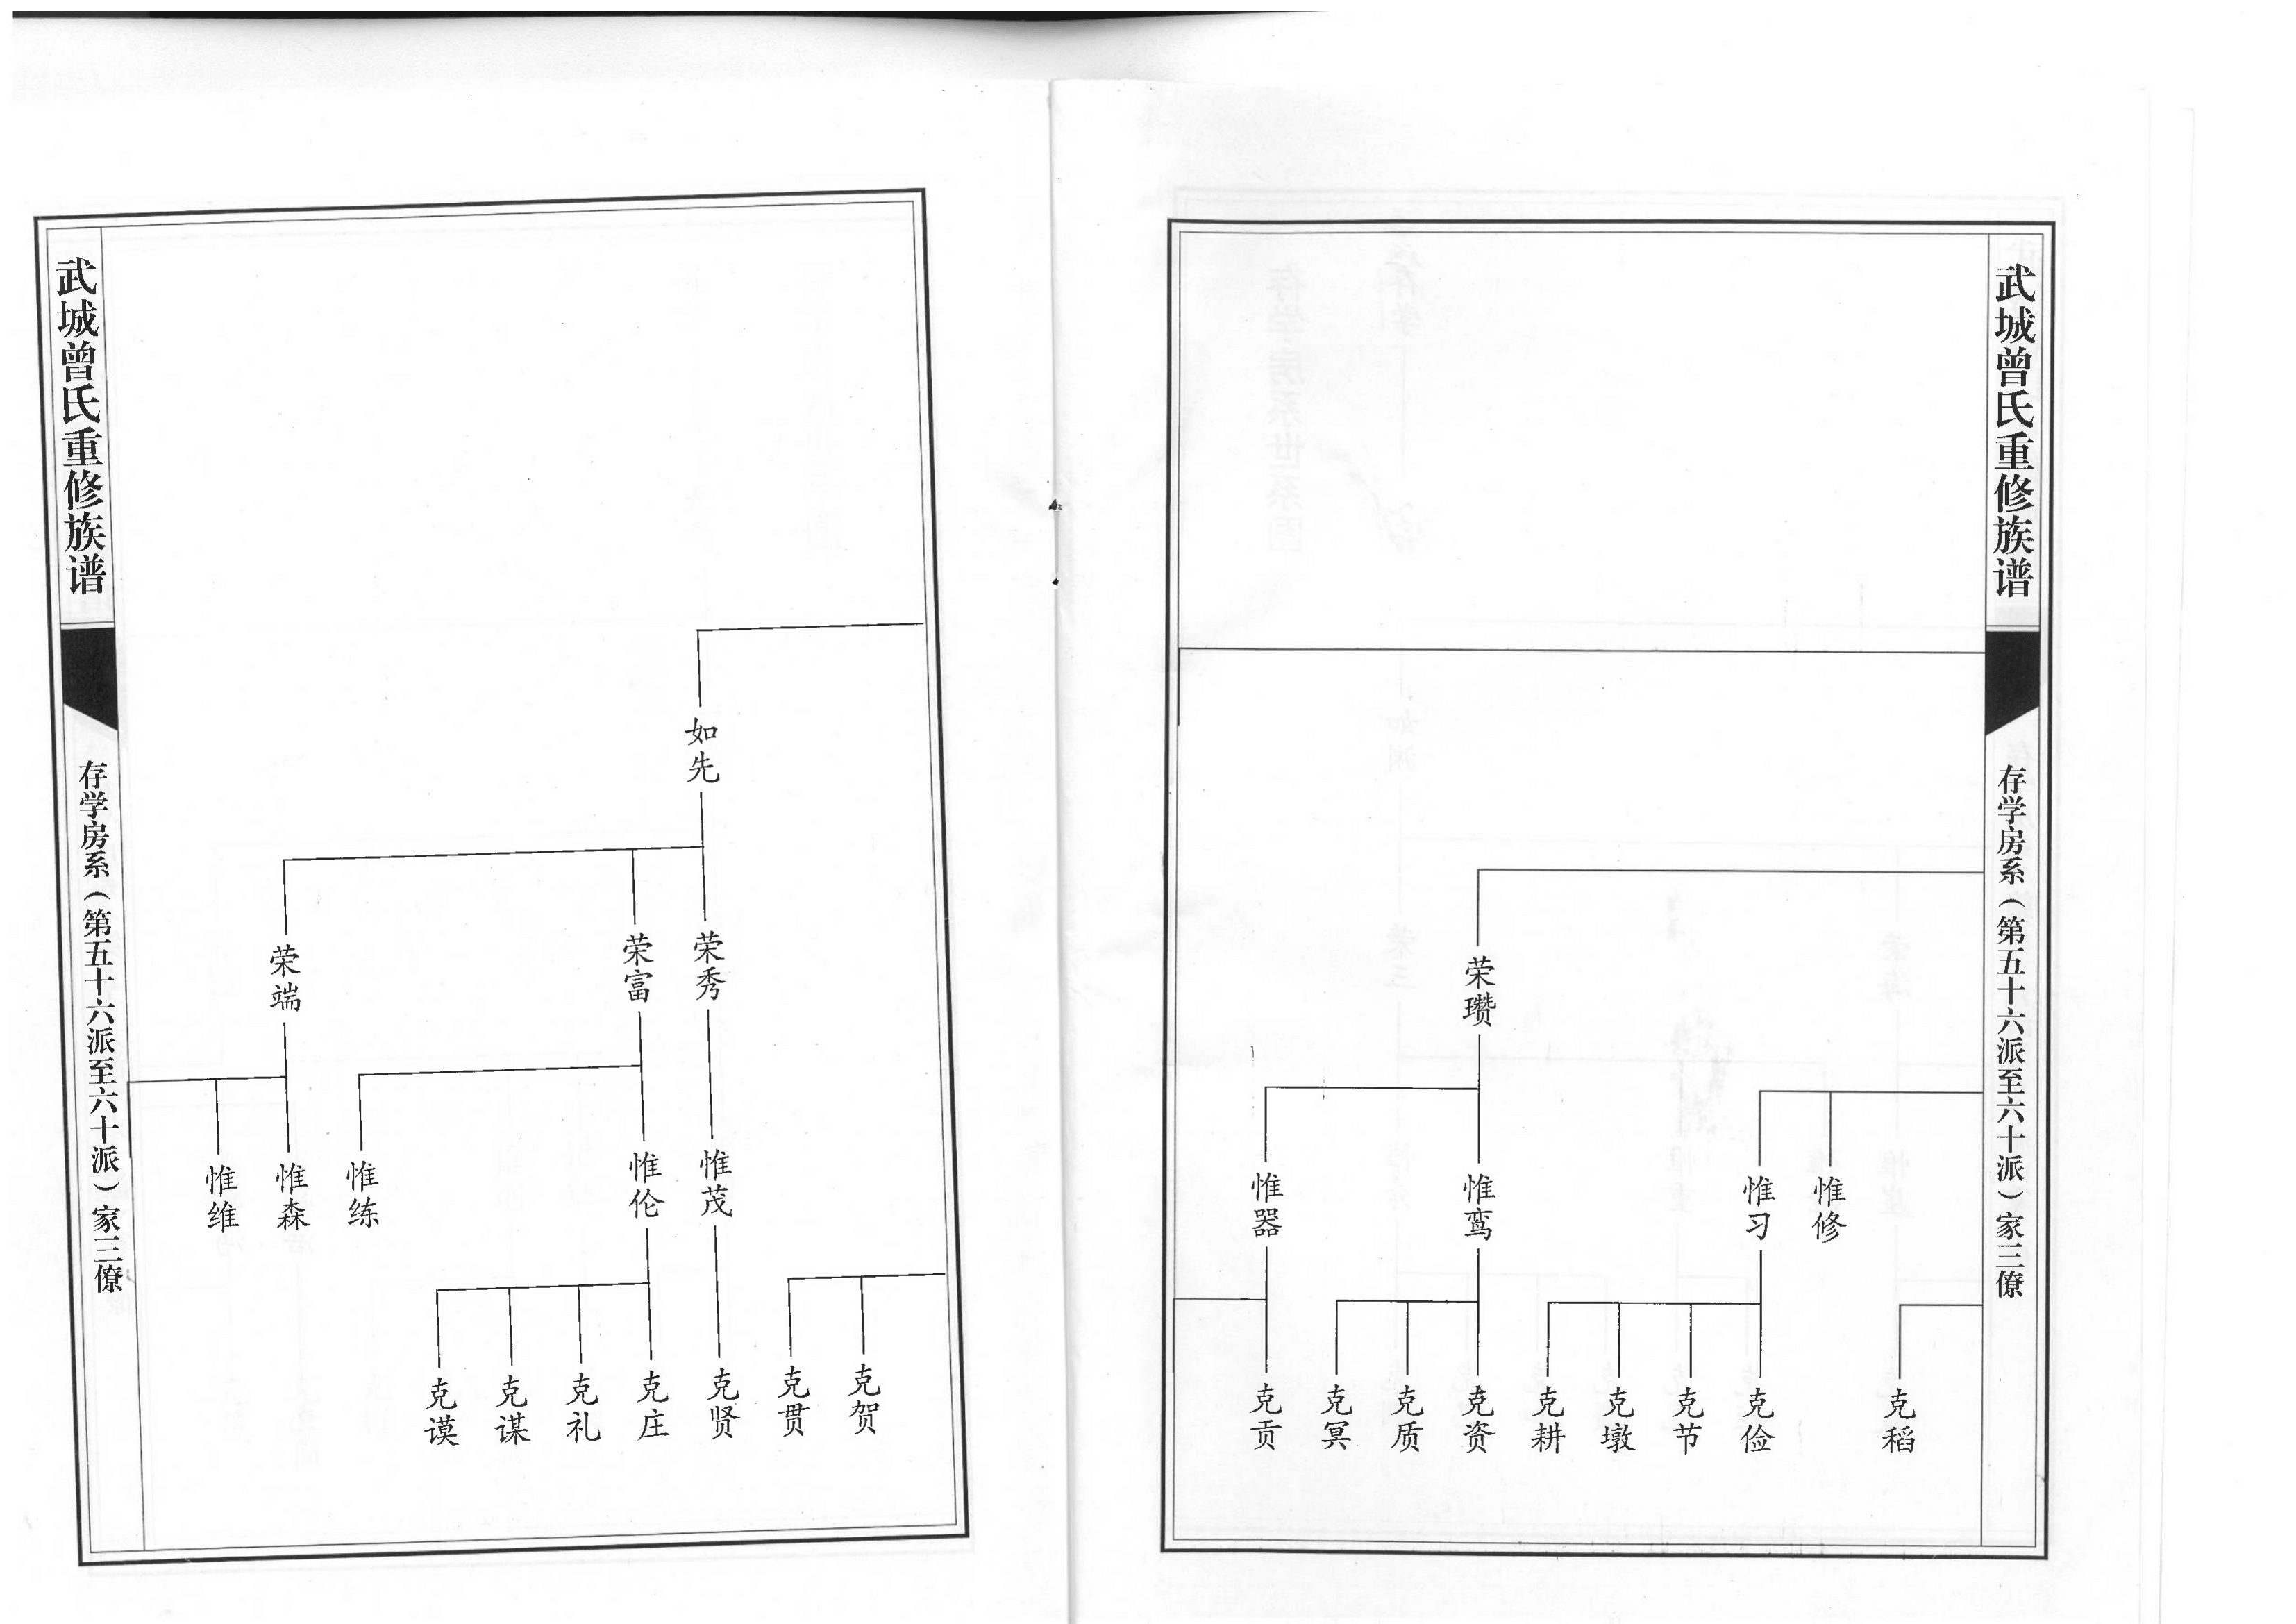 武城曾氏重修族谱
存学房系（第五十六派至六十派）家三僚
荣瓒
惟修
惟习
惟鸾
惟器
克稻
克俭
克节
克墩
克耕
克资
克质
克冥
克贡
武城曾氏重修族谱
存学房系（第五十六派至六十派）家三僚
如先
荣秀
荣富
荣端
惟茂
惟伦
惟练
惟森
惟维
克贺
克贯
克贤
克庄
克礼
克谋
克谟